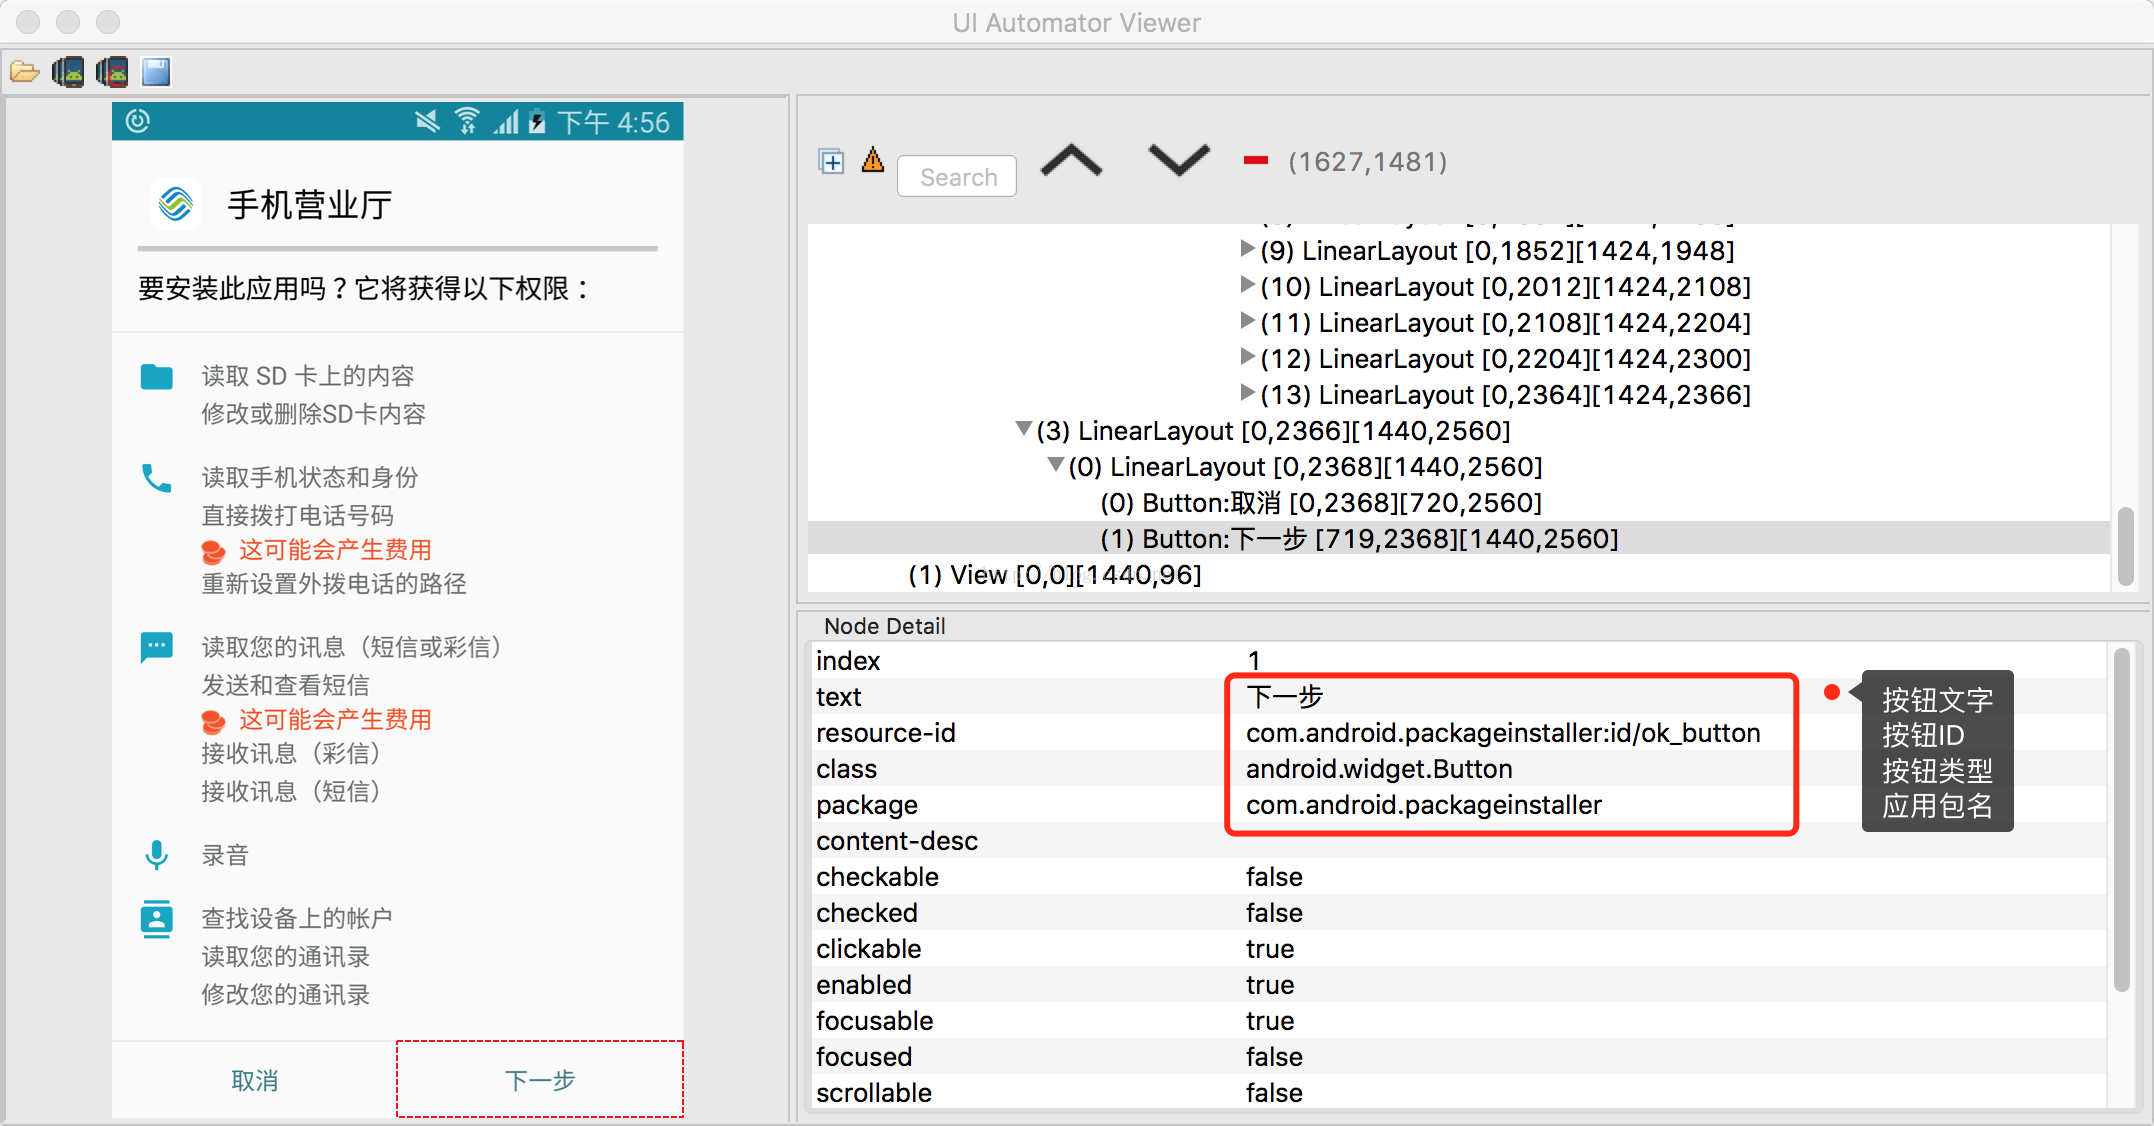 UI Automator Viewer
下午 4:56
手机营业厅
要安装此应用吗？它将获得以下权限：
读取 SD 卡上的内容
修改或删除SD卡内容
读取手机状态和身份
直接拨打电话号码
这可能会产生费用
重新设置外拨电话的路径
读取您的讯息（短信或彩信）
发送和查看短信
这可能会产生费用
接收讯息（彩信）
接收讯息（短信）
录音
查找设备上的帐户
读取您的通讯录
修改您的通讯录
取消
下一步
Search
(1627,1481)
(9) LinearLayout [0,1852][1424,1948]
(10) LinearLayout [0,2012][1424,2108]
(11) LinearLayout [0,2108][1424,2204]
(12) LinearLayout [0,2204][1424,2300]
(13) LinearLayout [0,2364][1424,2366]
(3) LinearLayout [0,2366][1440,2560]
(0) LinearLayout [0,2368][1440,2560]
(0) Button:取消 [0,2368][720,2560]
(1) Button:下一步 [719,2368][1440,2560]
(1) View [0,0][1440,96]
Node Detail
index 1
text 下一步
resource-id com.android.packageinstaller:id/ok_button
class android.widget.Button
package com.android.packageinstaller
content-desc
checkable false
checked false
clickable true
enabled true
focusable true
focused false
scrollable false
按钮文字
按钮ID
按钮类型
应用包名